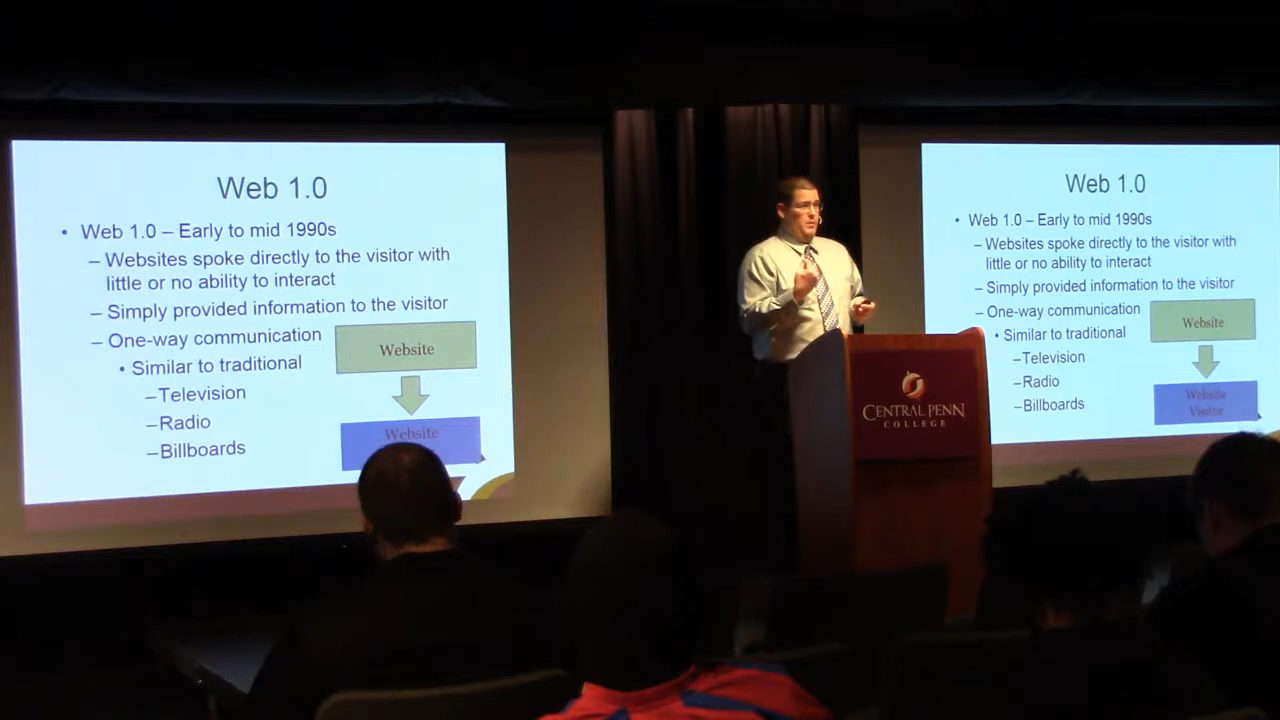 Web 1.0
• Web 1.0 – Early to mid 1990s
– Websites spoke directly to the visitor with
little or no ability to interact
– Simply provided information to the visitor
– One-way communication
• Similar to traditional
–Television
–Radio
–Billboards
Website
Website
CENTRAL PENN
COLLEGE
Web 1.0
• Web 1.0 – Early to mid 1990s
– Websites spoke directly to the visitor with
little or no ability to interact
– Simply provided information to the visitor
– One-way communication
• Similar to traditional
–Television
–Radio
–Billboards
Website
Website
Visitor